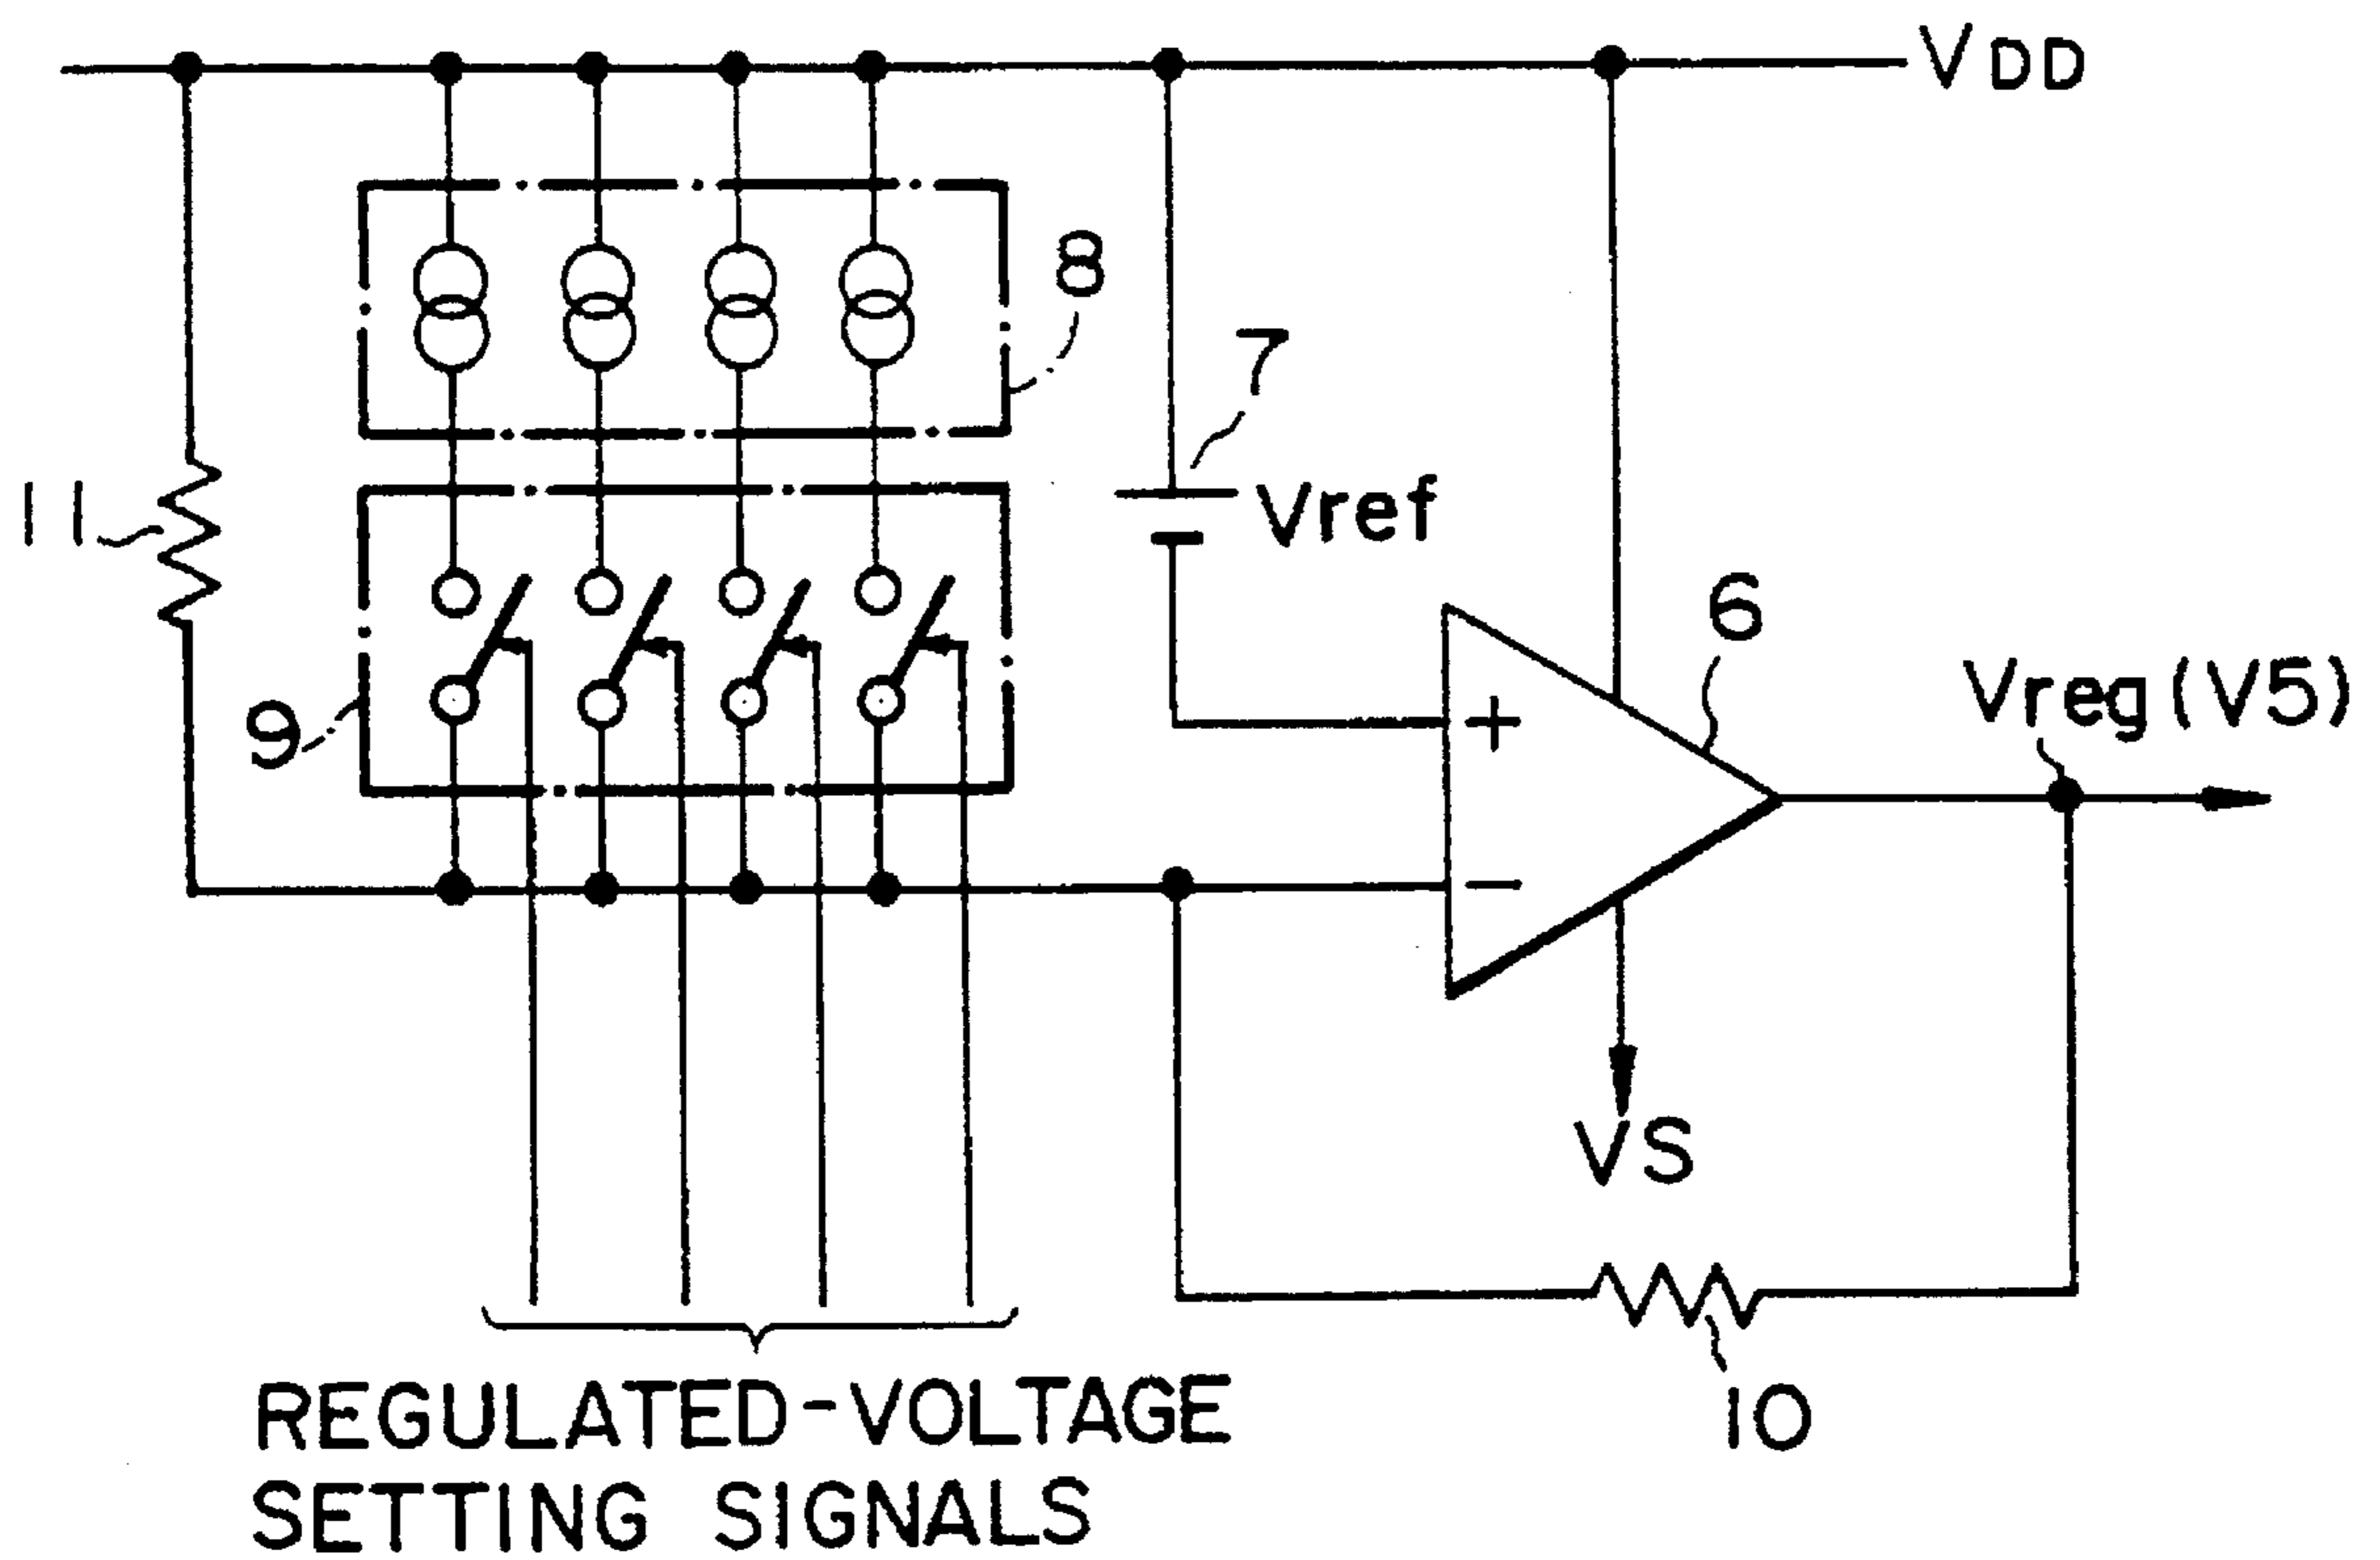 VDD
8
7
11
Vref
6
9
+
Vreg (V5)
−
VS
10
REGULATED-VOLTAGE
SETTING SIGNALS